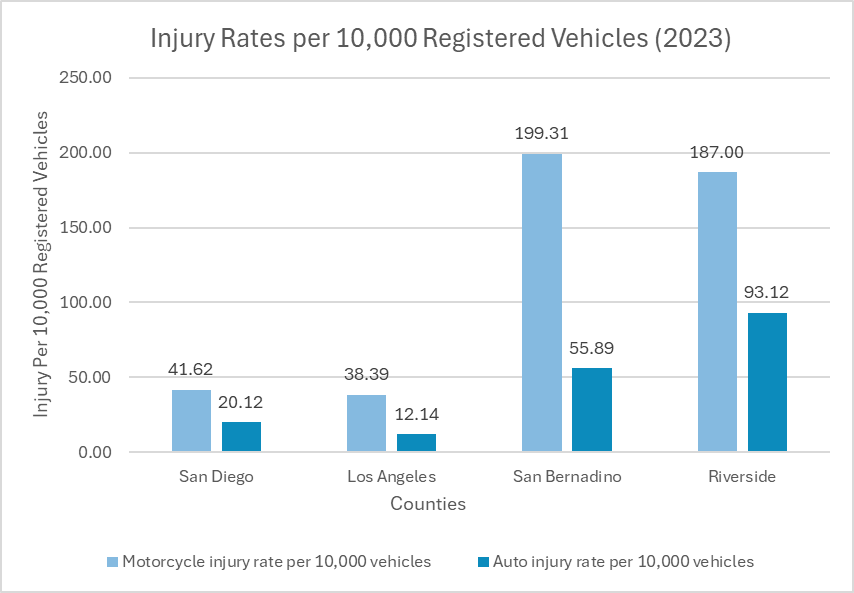 Injury Rates per 10,000 Registered Vehicles (2023)
Injury Per 10,000 Registered Vehicles
250.00
200.00
150.00
100.00
50.00
0.00
41.62
20.12
38.39
12.14
199.31
55.89
187.00
93.12
San Diego
Los Angeles
San Bernadino
Riverside
Counties
Motorcycle injury rate per 10,000 vehicles
Auto injury rate per 10,000 vehicles